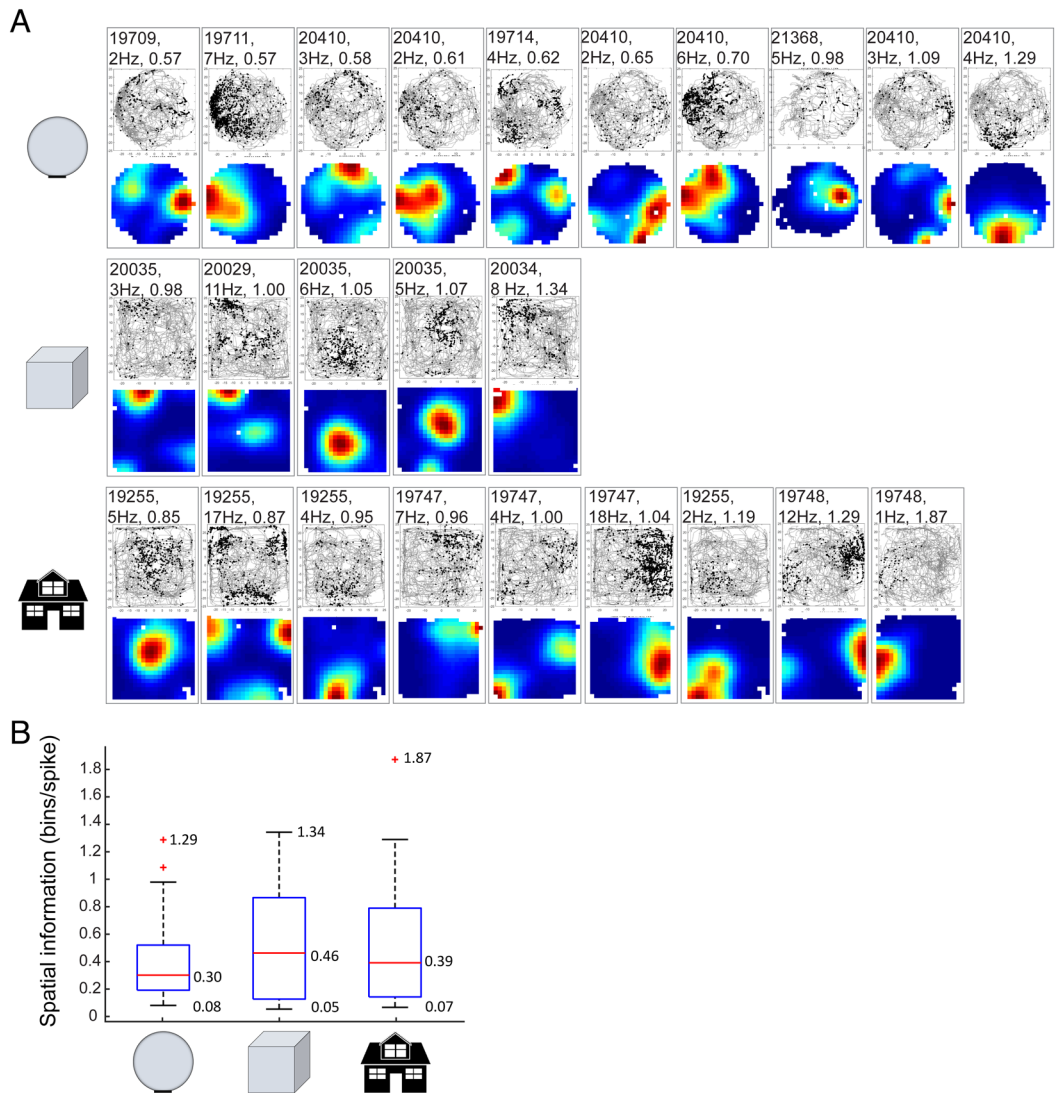 A
19709,
2Hz, 0.57
19711,
7Hz, 0.57
20410,
3Hz, 0.58
20410,
2Hz, 0.61
19714,
4Hz, 0.62
20410,
2Hz, 0.65
20410,
6Hz, 0.70
21368,
5Hz, 0.98
20410,
3Hz, 1.09
20410,
4Hz, 1.29
20035,
3Hz, 0.98
20029,
11Hz, 1.00
20035,
6Hz, 1.05
20035,
5Hz, 1.07
20034,
8 Hz, 1.34
19255,
5Hz, 0.85
19255,
17Hz, 0.87
19255,
4Hz, 0.95
19747,
7Hz, 0.96
19747,
4Hz, 1.00
19747,
18Hz, 1.04
19255,
2Hz, 1.19
19748,
12Hz, 1.29
19748,
1Hz, 1.87
B
Spatial information (bins/spike)
1.8
1.6
1.4
1.2
1
0.8
0.6
0.4
0.2
0
1.29
0.30
0.08
1.34
0.46
0.05
1.87
0.39
0.07